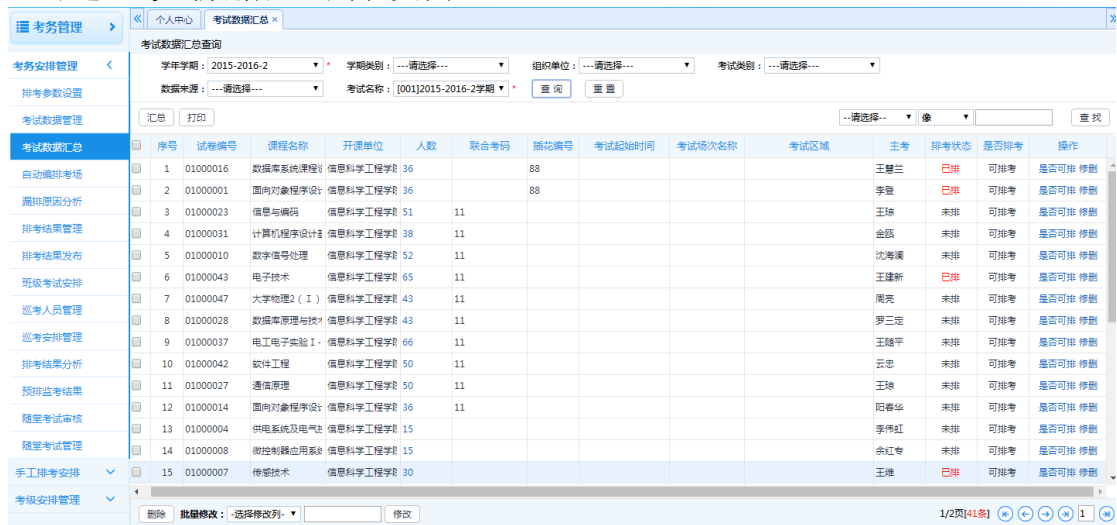 考务管理
个人中心 考试数据汇总 ×
考试数据汇总查询
学年学期： 2015-2016-2 * 学期类别： ---请选择--- 组织单位： ---请选择--- 考试类别： ---请选择---
数据来源： ---请选择--- 考试名称： [001]2015-2016-2学期 * 查 询 重 置
汇总 打印 --请选择-- 像 查 找
考务安排管理
排考参数设置
考试数据管理
考试数据汇总
自动编排考场
漏排原因分析
排考结果管理
排考结果发布
班级考试安排
巡考人员管理
巡考安排管理
排考结果分析
预排监考结果
随堂考试审核
随堂考试管理
手工排考安排
考级安排管理
序号 试卷编号 课程名称 开课单位 人数 联合考码 插花编号 考试起始时间 考试场次名称 考试区域 主考 排考状态 是否排考 操作
1 01000016 数据库系统课程 信息科学工程学院 36 88 王慧兰 已排 可排考 是否可排 修删
2 01000001 面向对象程序设计 信息科学工程学院 36 88 李登 已排 可排考 是否可排 修删
3 01000023 信息与编码 信息科学工程学院 51 11 王琼 未排 可排考 是否可排 修删
4 01000031 计算机程序设计 信息科学工程学院 38 11 金瓯 未排 可排考 是否可排 修删
5 01000010 数字信号处理 信息科学工程学院 52 11 沈海澜 未排 可排考 是否可排 修删
6 01000043 电子技术 信息科学工程学院 65 11 王建新 已排 可排考 是否可排 修删
7 01000047 大学物理2（I） 信息科学工程学院 43 11 周亮 未排 可排考 是否可排 修删
8 01000028 数据库原理与技 信息科学工程学院 43 11 罗三定 未排 可排考 是否可排 修删
9 01000037 电工电子实验I- 信息科学工程学院 66 11 王随平 未排 可排考 是否可排 修删
10 01000042 软件工程 信息科学工程学院 50 11 云忠 未排 可排考 是否可排 修删
11 01000027 通信原理 信息科学工程学院 50 11 王琼 未排 可排考 是否可排 修删
12 01000014 面向对象程序设计 信息科学工程学院 36 11 阳春华 未排 可排考 是否可排 修删
13 01000004 供电系统及电气 信息科学工程学院 15 李伟虹 未排 可排考 是否可排 修删
14 01000008 微控制器应用系统 信息科学工程学院 15 余红专 未排 可排考 是否可排 修删
15 01000007 传感技术 信息科学工程学院 30 王维 已排 可排考 是否可排 修删
删除 批量修改： -选择修改列- 修改 1/2页[41条] 1